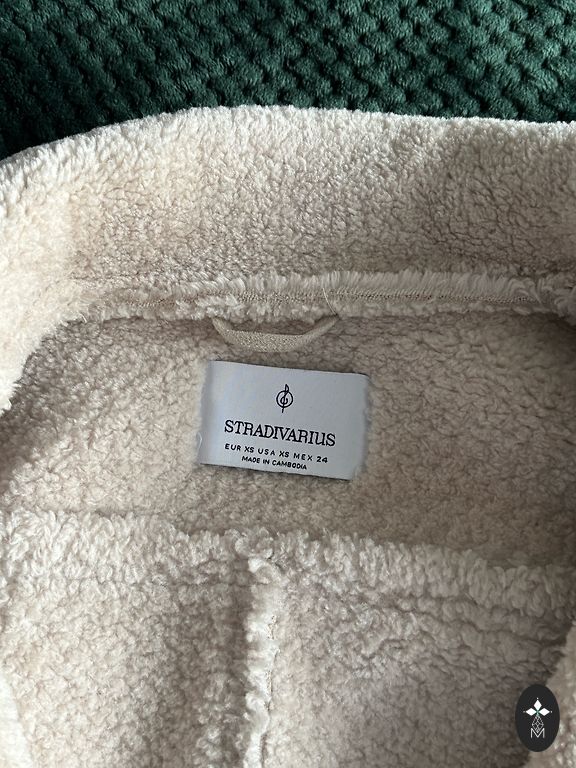 STRADIVARIUS
EUR XS USA XS MEX 24
MADE IN CAMBODIA
M